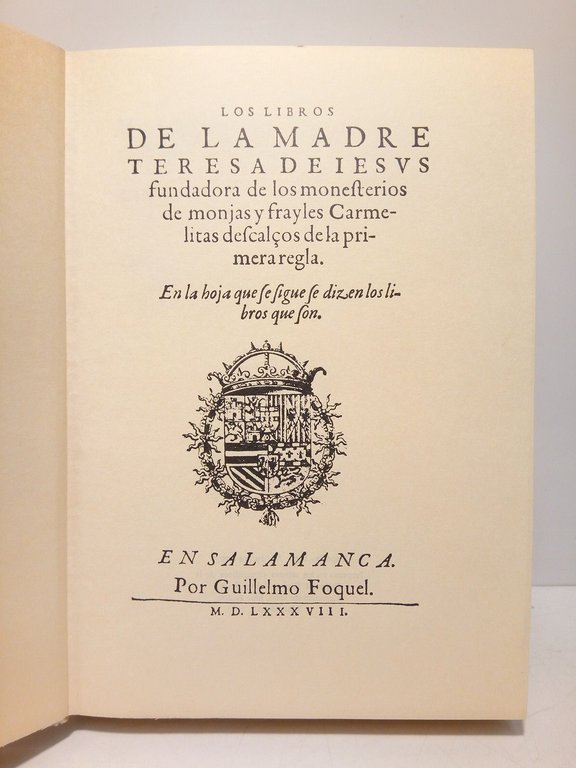 LOS LIBROS
DE LA MADRE
TERESA DE IESVS
fundadora de los moneſterios
de monjas y frayles Carme-
litas deſcalços de la pri-
mera regla.
En la hoja que ſe ſigue ſe dizen los li-
bros que ſon.
EN SALAMANCA.
Por Guillelmo Foquel.
M. D. LXXXVIII.